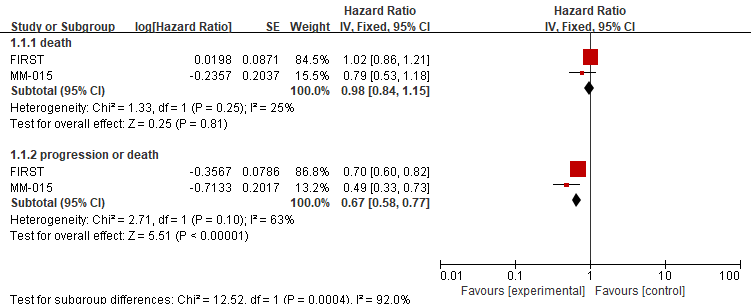 Hazard Ratio Hazard Ratio
Study or Subgroup log[Hazard Ratio] SE Weight IV, Fixed, 95% CI IV, Fixed, 95% CI
1.1.1 death
FIRST 0.0198 0.0871 84.5% 1.02 [0.86, 1.21]
MM-015 -0.2357 0.2037 15.5% 0.79 [0.53, 1.18]
Subtotal (95% CI) 100.0% 0.98 [0.84, 1.15]
Heterogeneity: Chi² = 1.33, df = 1 (P = 0.25); I² = 25%
Test for overall effect: Z = 0.25 (P = 0.81)
1.1.2 progression or death
FIRST -0.3567 0.0786 86.8% 0.70 [0.60, 0.82]
MM-015 -0.7133 0.2017 13.2% 0.49 [0.33, 0.73]
Subtotal (95% CI) 100.0% 0.67 [0.58, 0.77]
Heterogeneity: Chi² = 2.71, df = 1 (P = 0.10); I² = 63%
Test for overall effect: Z = 5.51 (P < 0.00001)
0.01 0.1 1 10 100
Favours [experimental] Favours [control]
Test for subgroup differences: Chi² = 12.52, df = 1 (P = 0.0004), I² = 92.0%